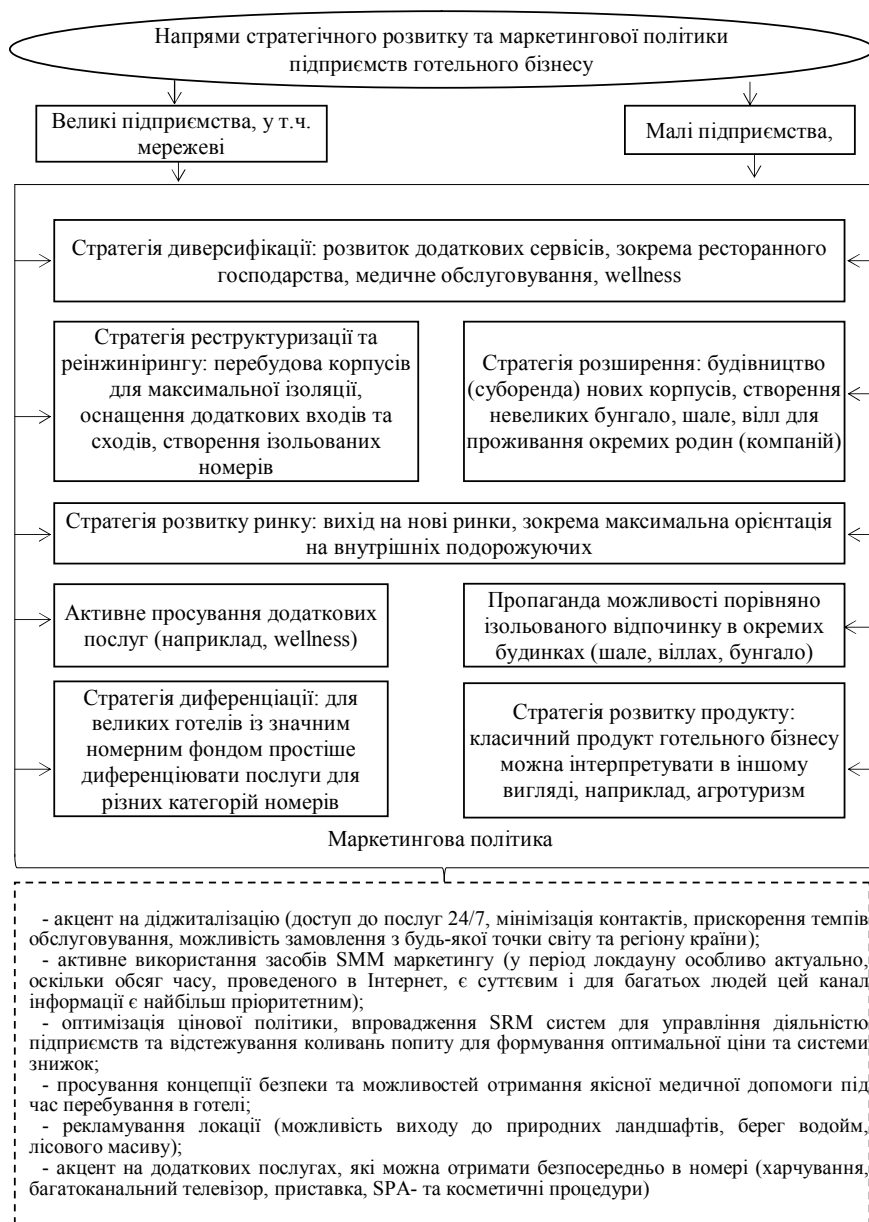 Напрями стратегічного розвитку та маркетингової політики
підприємств готельного бізнесу
Великі підприємства, у т.ч.
мережеві
Малі підприємства,
Стратегія диверсифікації: розвиток додаткових сервісів, зокрема ресторанного
господарства, медичне обслуговування, wellness
Стратегія реструктуризації та
реінжинірингу: перебудова корпусів
для максимальної ізоляції,
оснащення додаткових входів та
сходів, створення ізольованих
номерів
Стратегія розширення: будівництво
(суборенда) нових корпусів, створення
невеликих бунгало, шале, вілл для
проживання окремих родин (компаній)
Стратегія розвитку ринку: вихід на нові ринки, зокрема максимальна орієнтація
на внутрішніх подорожуючих
Активне просування додаткових
послуг (наприклад, wellness)
Пропаганда можливості порівняно
ізольованого відпочинку в окремих
будинках (шале, віллах, бунгало)
Стратегія диференціації: для
великих готелів із значним
номерним фондом простіше
диференціювати послуги для
різних категорій номерів
Стратегія розвитку продукту:
класичний продукт готельного бізнесу
можна інтерпретувати в іншому
вигляді, наприклад, агротуризм
Маркетингова політика
- акцент на діджиталізацію (доступ до послуг 24/7, мінімізація контактів, прискорення темпів
обслуговування, можливість замовлення з будь-якої точки світу та регіону країни);
- активне використання засобів SMM маркетингу (у період локдауну особливо актуально,
оскільки обсяг часу, проведеного в Інтернет, є суттєвим і для багатьох людей цей канал
інформації є найбільш пріоритетним);
- оптимізація цінової політики, впровадження SRM систем для управління діяльністю
підприємств та відстежування коливань попиту для формування оптимальної ціни та системи
знижок;
- просування концепції безпеки та можливостей отримання якісної медичної допомоги під
час перебування в готелі;
- рекламування локації (можливість виходу до природних ландшафтів, берег водойм,
лісового масиву);
- акцент на додаткових послугах, які можна отримати безпосередньо в номері (харчування,
багатоканальний телевізор, приставка, SPA- та косметичні процедури)